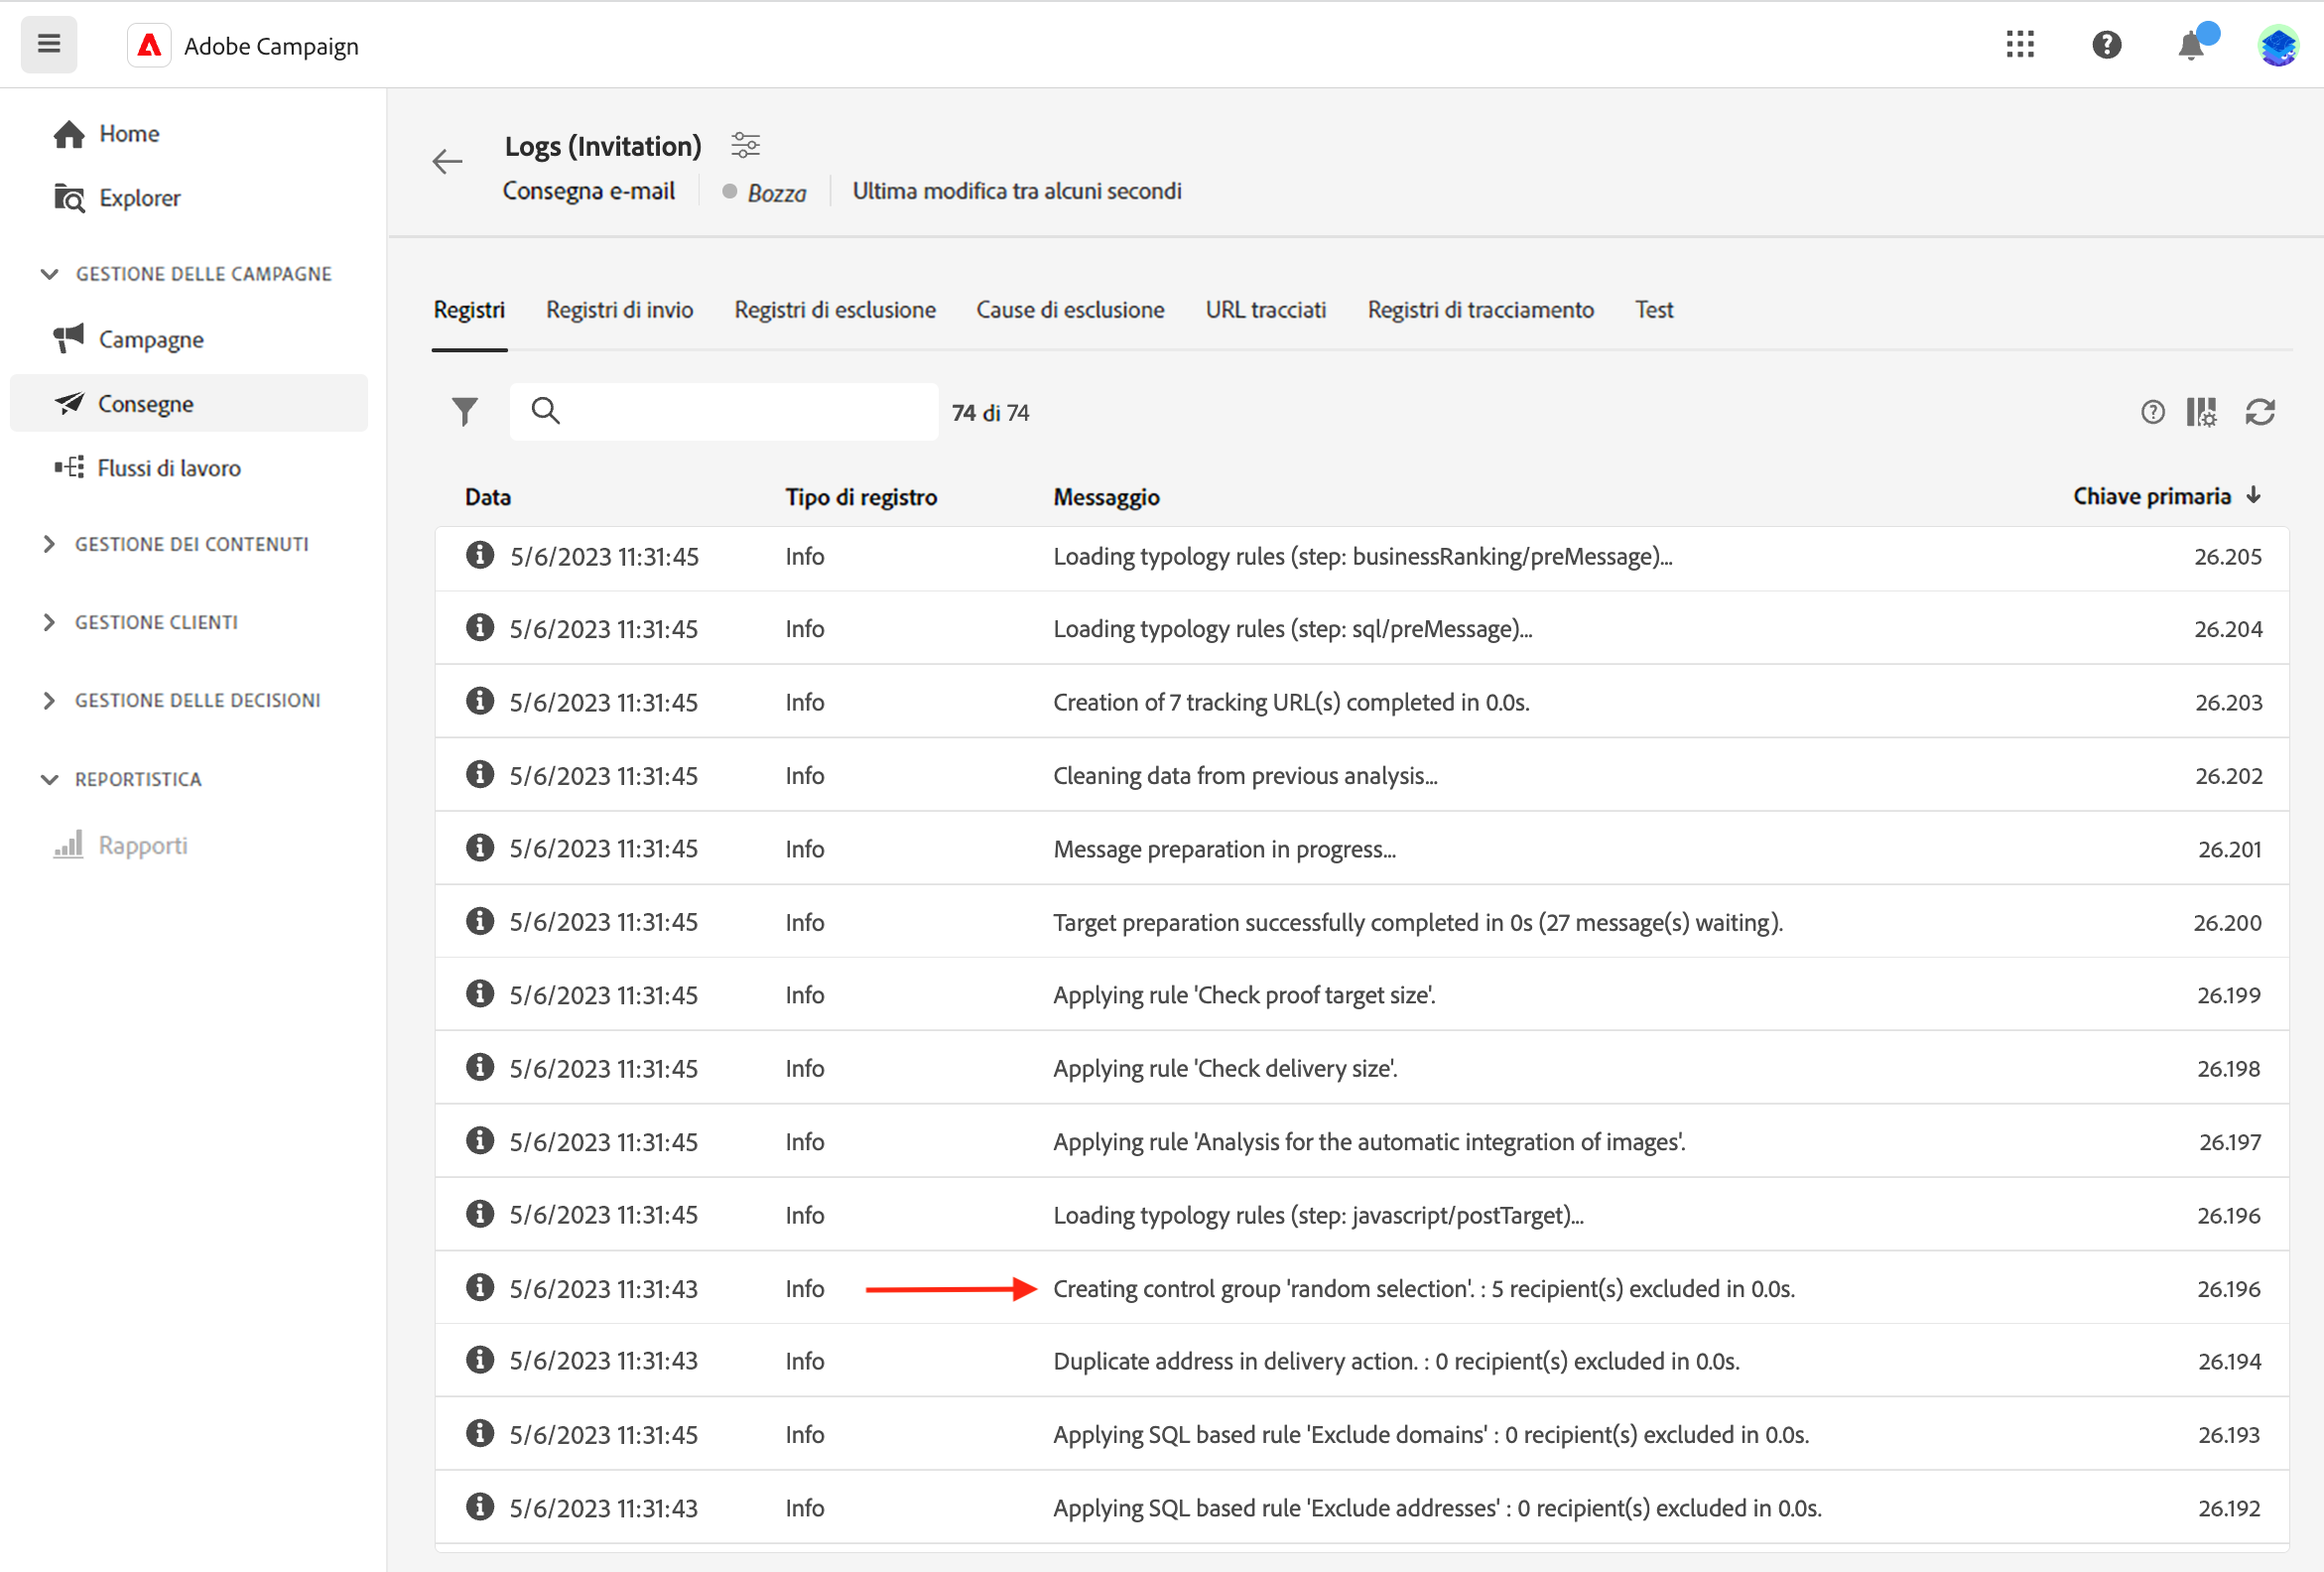 Adobe Campaign
Home
Explorer
GESTIONE DELLE CAMPAGNE
Campagne
Consegne
Flussi di lavoro
GESTIONE DEI CONTENUTI
GESTIONE CLIENTI
GESTIONE DELLE DECISIONI
REPORTISTICA
Rapporti
Logs (Invitation)
Consegna e-mail Bozza Ultima modifica tra alcuni secondi
Registri Registri di invio Registri di esclusione Cause di esclusione URL tracciati Registri di tracciamento Test
74 di 74
Data Tipo di registro Messaggio Chiave primaria
5/6/2023 11:31:45 Info Loading typology rules (step: businessRanking/preMessage)... 26.205
5/6/2023 11:31:45 Info Loading typology rules (step: sql/preMessage)... 26.204
5/6/2023 11:31:45 Info Creation of 7 tracking URL(s) completed in 0.0s. 26.203
5/6/2023 11:31:45 Info Cleaning data from previous analysis... 26.202
5/6/2023 11:31:45 Info Message preparation in progress... 26.201
5/6/2023 11:31:45 Info Target preparation successfully completed in 0s (27 message(s) waiting). 26.200
5/6/2023 11:31:45 Info Applying rule 'Check proof target size'. 26.199
5/6/2023 11:31:45 Info Applying rule 'Check delivery size'. 26.198
5/6/2023 11:31:45 Info Applying rule 'Analysis for the automatic integration of images'. 26.197
5/6/2023 11:31:45 Info Loading typology rules (step: javascript/postTarget)... 26.196
5/6/2023 11:31:43 Info Creating control group 'random selection'. : 5 recipient(s) excluded in 0.0s. 26.196
5/6/2023 11:31:43 Info Duplicate address in delivery action. : 0 recipient(s) excluded in 0.0s. 26.194
5/6/2023 11:31:45 Info Applying SQL based rule 'Exclude domains' : 0 recipient(s) excluded in 0.0s. 26.193
5/6/2023 11:31:43 Info Applying SQL based rule 'Exclude addresses' : 0 recipient(s) excluded in 0.0s. 26.192